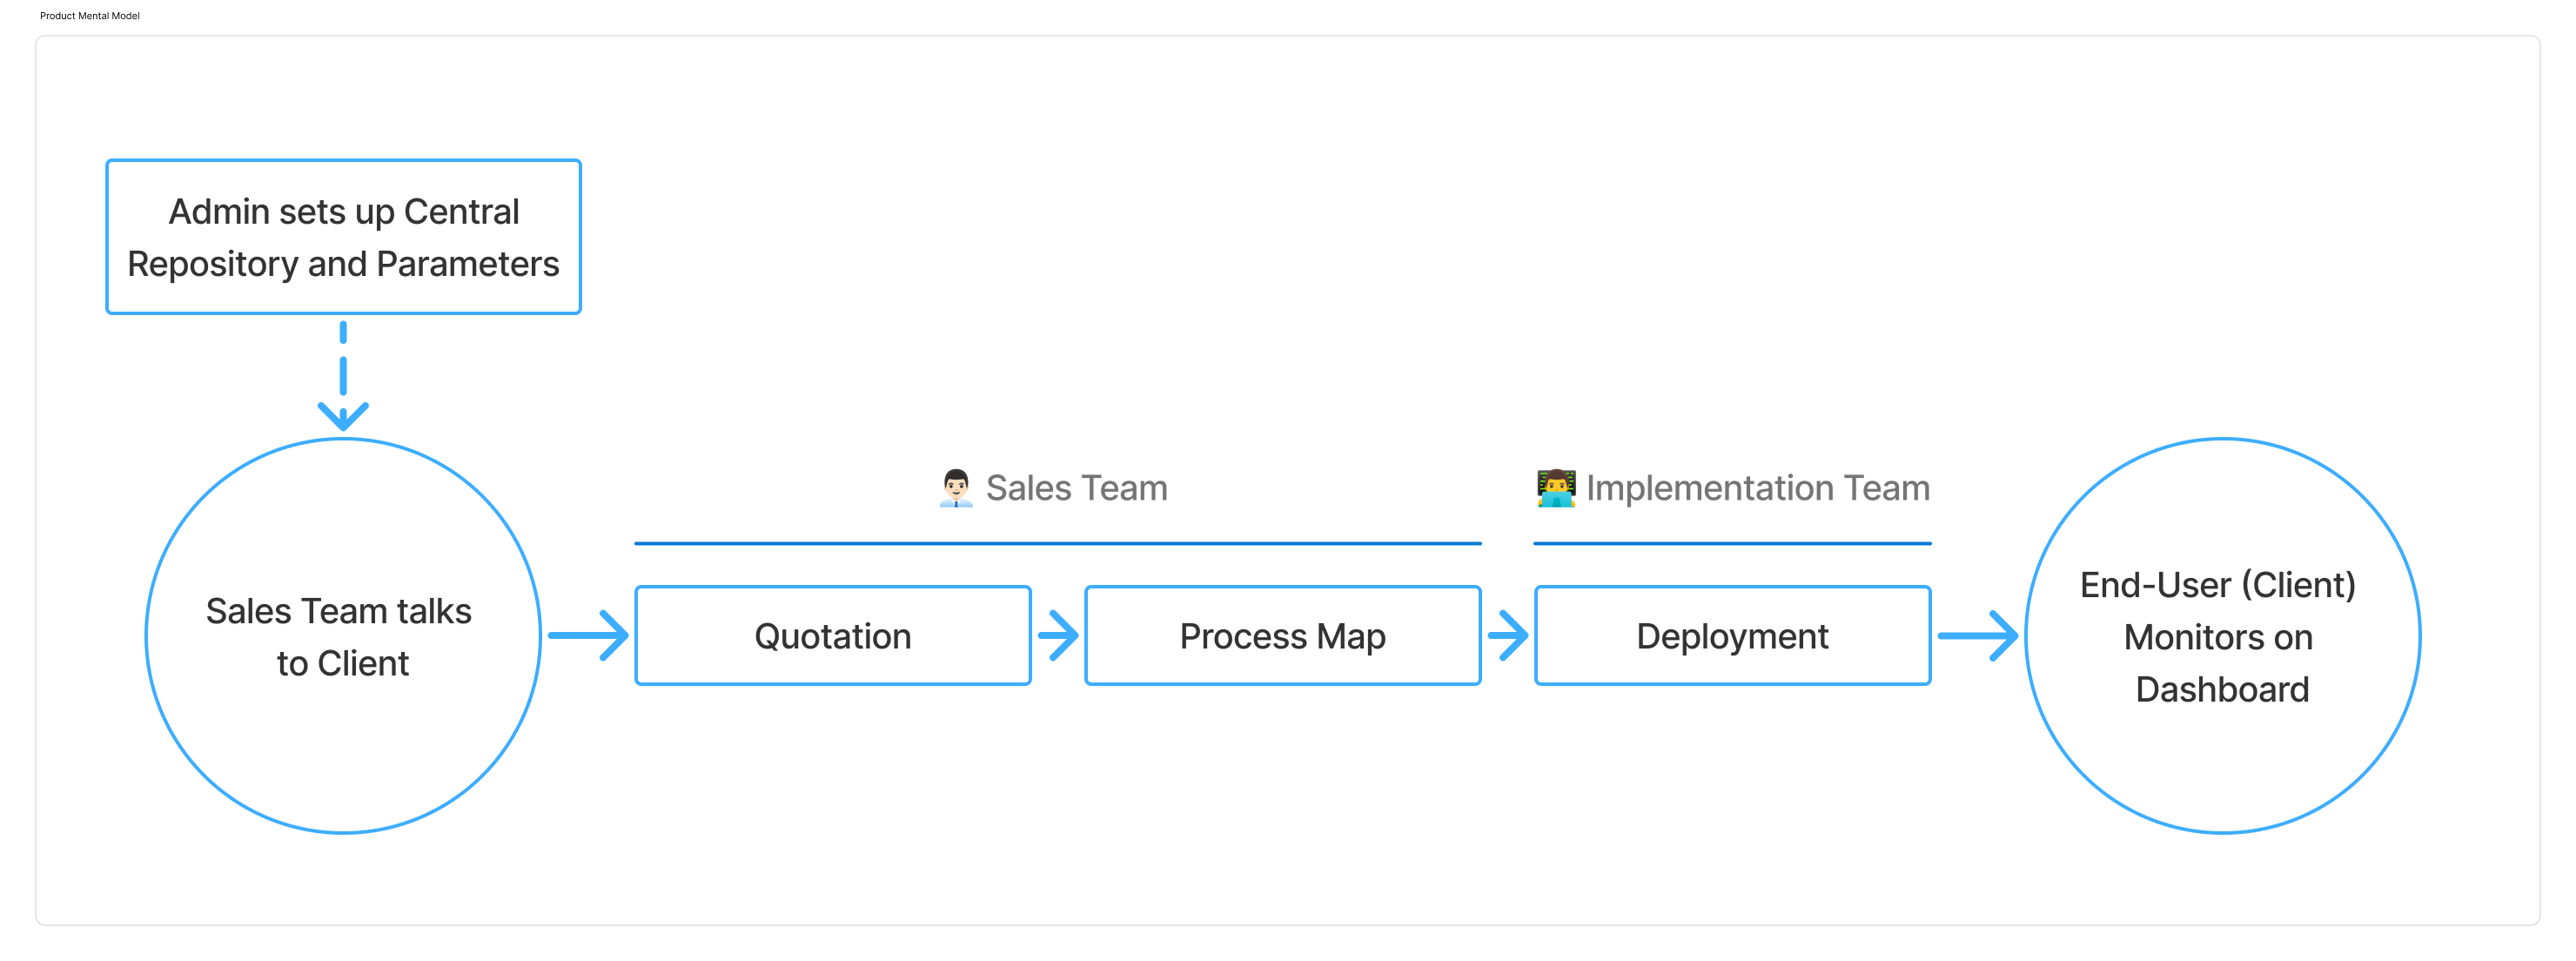 Product Mental Model
Admin sets up Central
Repository and Parameters
Sales Team talks
to Client
Sales Team
Quotation
Process Map
Implementation Team
Deployment
End-User (Client)
Monitors on
Dashboard